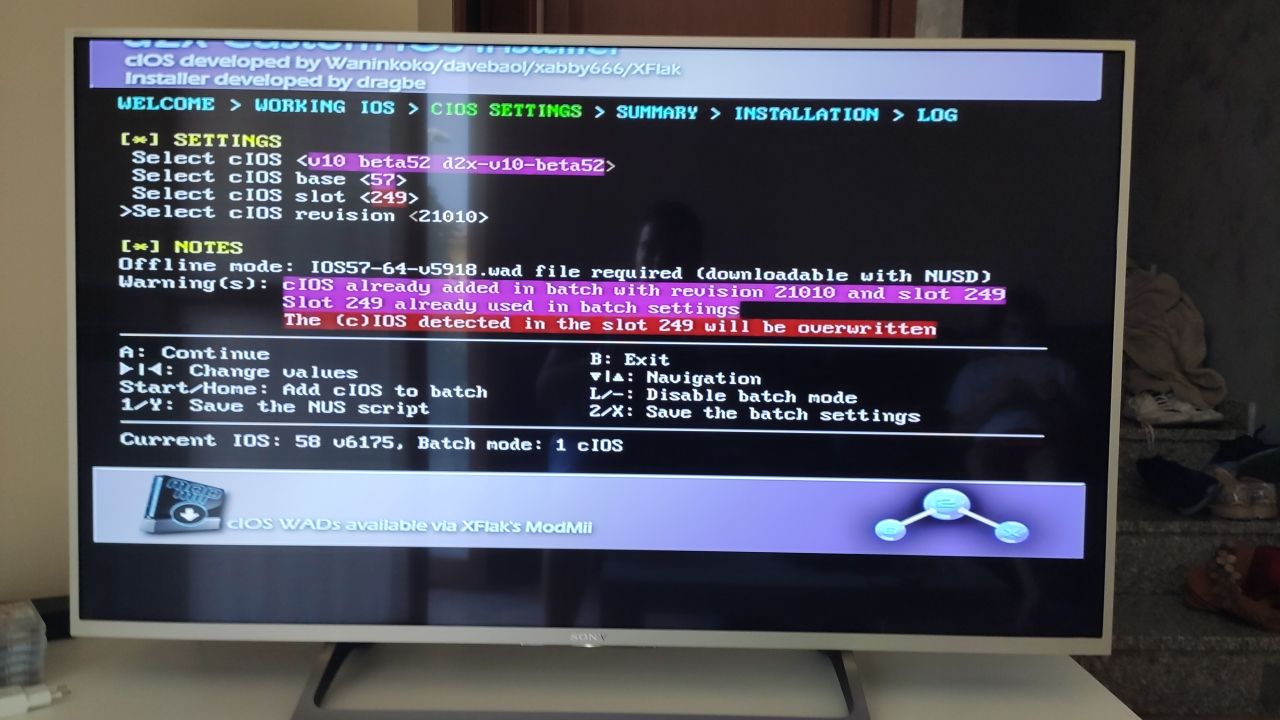 d2x cIOS Installer
cIOS developed by Waninkoko/davebaol/xabby666/XFlak
Installer developed by dragbe
WELCOME > WORKING IOS > CIOS SETTINGS > SUMMARY > INSTALLATION > LOG
[*] SETTINGS
Select cIOS <v10 beta52 d2x-v10-beta52>
Select cIOS base <57>
Select cIOS slot <249>
>Select cIOS revision <21010>
[*] NOTES
Offline mode: IOS57-64-v5918.wad file required (downloadable with NUSD)
Warning(s): cIOS already added in batch with revision 21010 and slot 249
Slot 249 already used in batch settings
The (c)IOS detected in the slot 249 will be overwritten
A: Continue
B: Exit
▶|◀: Change values
▼|▲: Navigation
Start/Home: Add cIOS to batch
L/-: Disable batch mode
1/Y: Save the NUS script
2/X: Save the batch settings
Current IOS: 58 v6175, Batch mode: 1 cIOS
cIOS WADs available via XFlak's ModMii
SONY